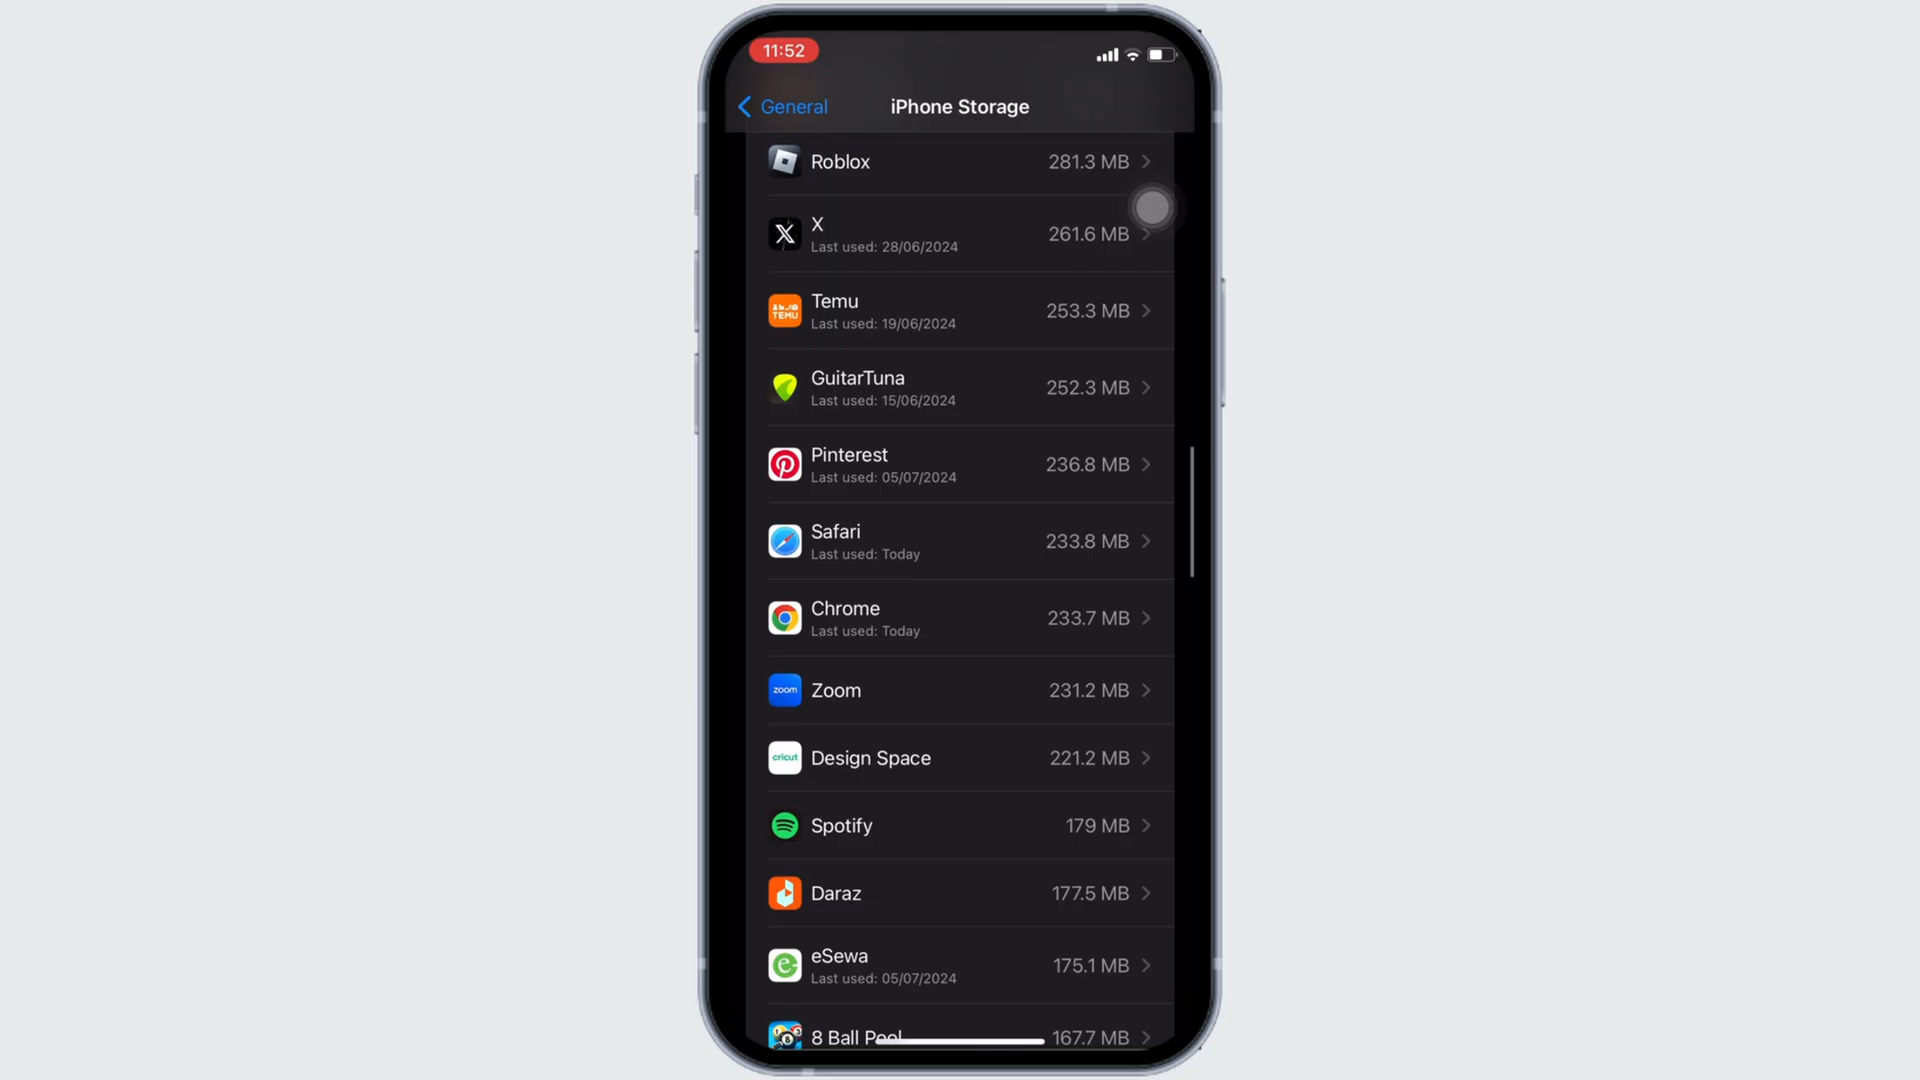 11:52
General
iPhone Storage
Roblox 281.3 MB
X
Last used: 28/06/2024
261.6 MB
Temu
Last used: 19/06/2024
253.3 MB
TEMU
GuitarTuna
Last used: 15/06/2024
252.3 MB
Pinterest
Last used: 05/07/2024
236.8 MB
Safari
Last used: Today
233.8 MB
Chrome
Last used: Today
233.7 MB
zoom
Zoom 231.2 MB
cricut
Design Space 221.2 MB
Spotify 179 MB
Daraz 177.5 MB
eSewa
Last used: 05/07/2024
175.1 MB
8 Ball Pool 167.7 MB